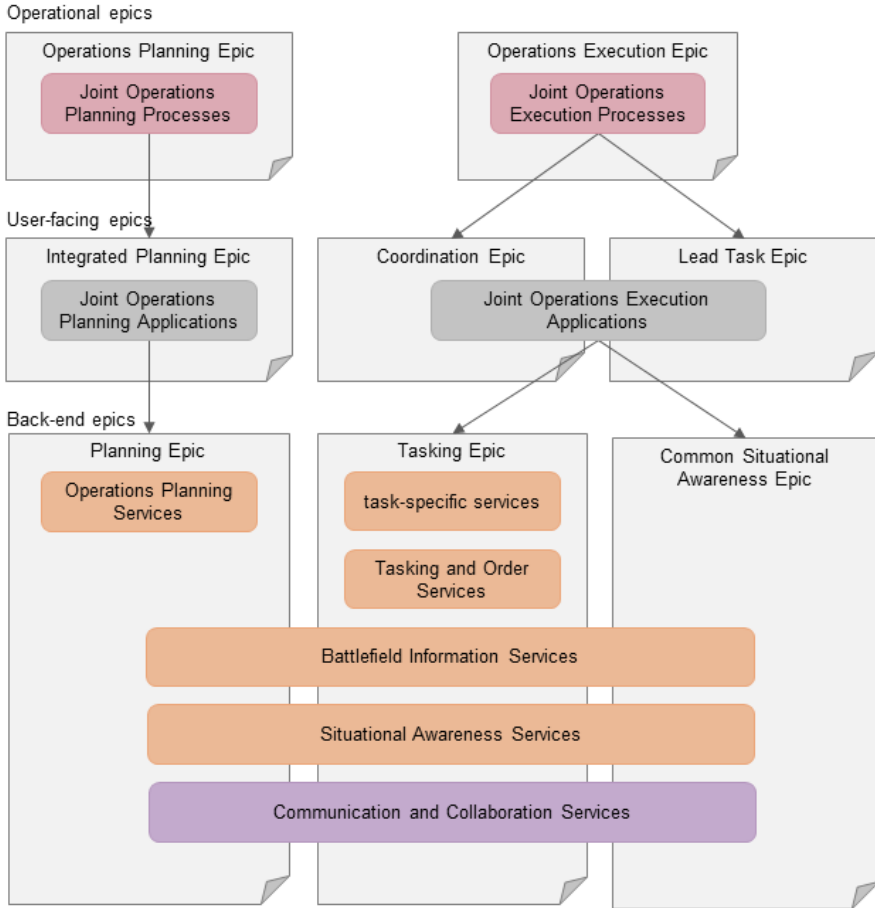 Operational epics
Operations Planning Epic
Joint Operations
Planning Processes
Operations Execution Epic
Joint Operations
Execution Processes
User-facing epics
Integrated Planning Epic
Joint Operations
Planning Applications
Coordination Epic
Lead Task Epic
Joint Operations Execution
Applications
Back-end epics
Planning Epic
Operations Planning
Services
Tasking Epic
task-specific services
Tasking and Order
Services
Common Situational
Awareness Epic
Battlefield Information Services
Situational Awareness Services
Communication and Collaboration Services